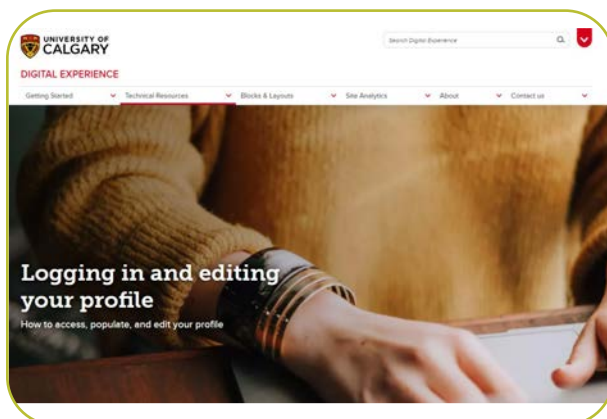 UNIVERSITY OF
CALGARY
Search Digital Experience
DIGITAL EXPERIENCE
Getting Started Technical Resources Blocks & Layouts Site Analytics About Contact us
Logging in and editing
your profile
How to access, populate, and edit your profile